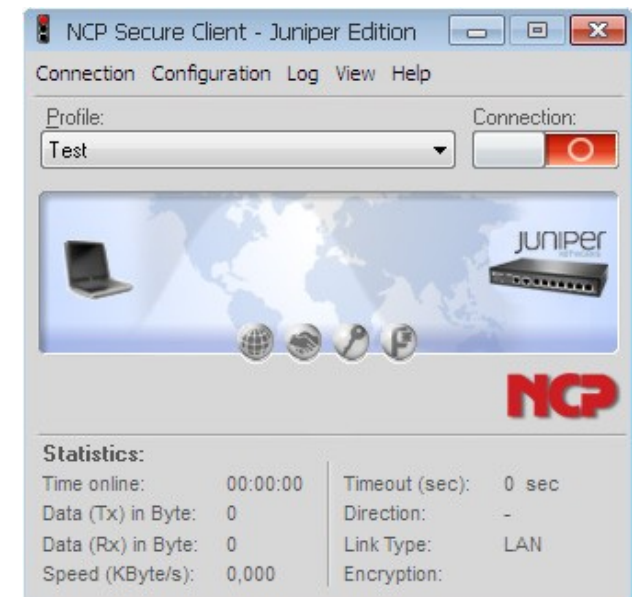 NCP Secure Client - Juniper Edition
Connection Configuration Log View Help
Profile: Connection:
Test
JUNIPEr
NETWORKS
NCP
Statistics:
Time online: 00:00:00 Timeout (sec): 0 sec
Data (Tx) in Byte: 0 Direction: -
Data (Rx) in Byte: 0 Link Type: LAN
Speed (KByte/s): 0,000 Encryption: